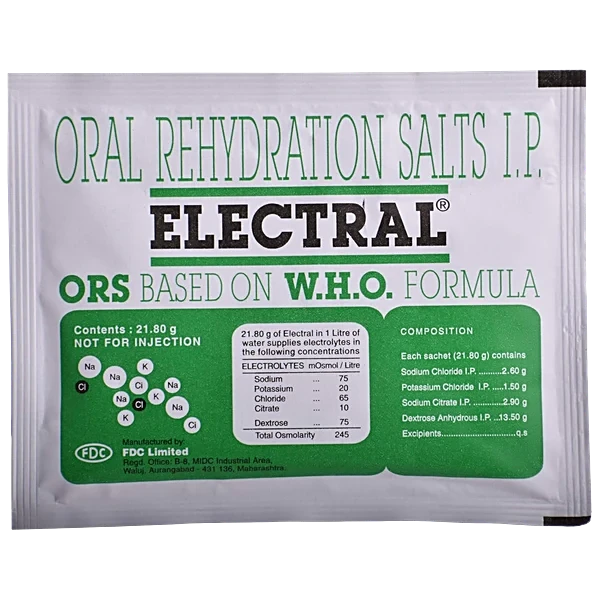 ORAL REHYDRATION SALTS I.P.
ELECTRAL®
ORS BASED ON W.H.O. FORMULA
Contents : 21.80 g
NOT FOR INJECTION
Na K
Cl Na Ci Na
Na Cl K
K Na
Ci
Manufactured by:
FDC FDC Limited
Regd. Office. B-8, MIDC Industrial Area,
Waluj, Aurangabad - 431 136, Maharashtra.
21.80 g of Electral in 1 Litre of
water supplies electrolytes in
the following concentrations
ELECTROLYTES mOsmol / Litre
Sodium ... 75
Potassium ... 20
Chloride ... 65
Citrate ... 10
Dextrose ... 75
Total Osmolarity 245
COMPOSITION
Each sachet (21.80 g) contains
Sodium Chloride I.P. ..........2.60 g
Potassium Chloride I.P. .....1.50 g
Sodium Citrate I.P. ..........2.90 g
Dextrose Anhydrous I.P. ...13.50 g
Excipients..........................q.s